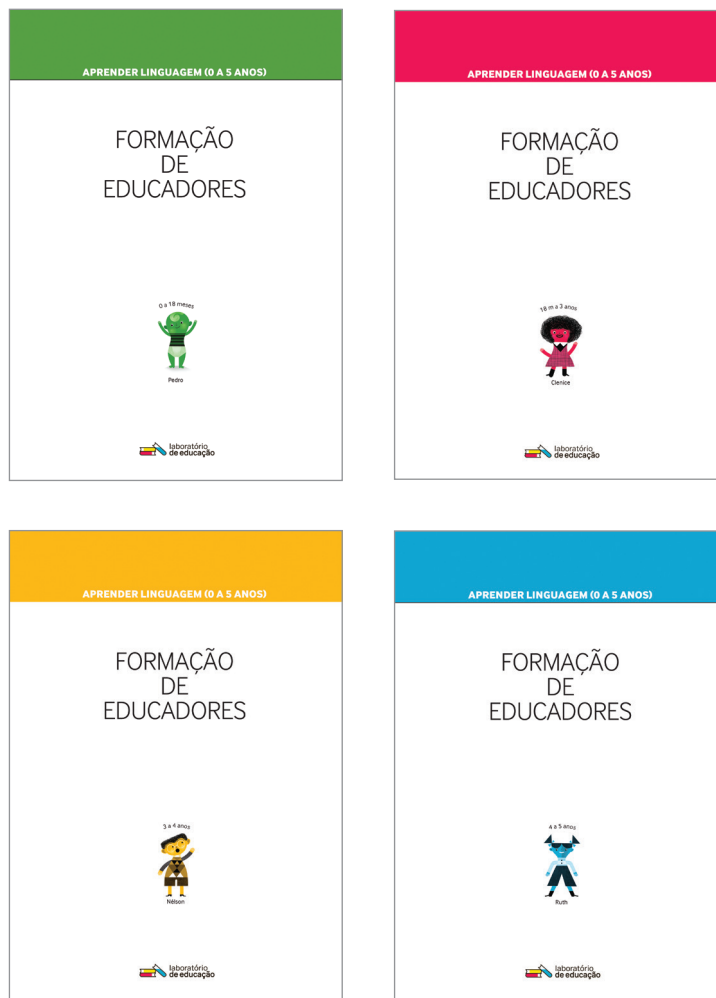 APRENDER LINGUAGEM (0 A 5 ANOS)
FORMAÇÃO
DE
EDUCADORES
0 a 18 meses
Pedro
laboratório
de educação
APRENDER LINGUAGEM (0 A 5 ANOS)
FORMAÇÃO
DE
EDUCADORES
18 m a 3 anos
Clenice
laboratório
de educação
APRENDER LINGUAGEM (0 A 5 ANOS)
FORMAÇÃO
DE
EDUCADORES
3 a 4 anos
Nélson
laboratório
de educação
APRENDER LINGUAGEM (0 A 5 ANOS)
FORMAÇÃO
DE
EDUCADORES
4 a 5 anos
Ruth
laboratório
de educação